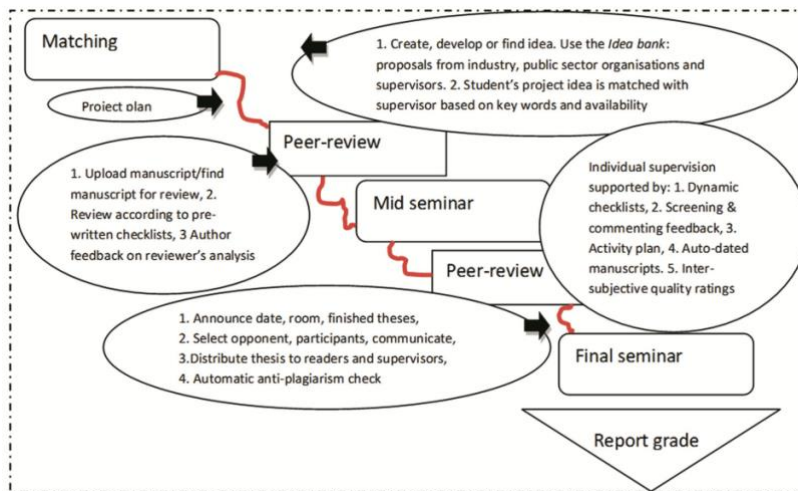 Matching
1. Create, develop or find idea. Use the Idea bank:
proposals from industry, public sector organisations and
supervisors. 2. Student's project idea is matched with
supervisor based on key words and availability
Project plan
Peer-review
1. Upload manuscript/find
manuscript for review, 2.
Review according to pre-
written checklists, 3 Author
feedback on reviewer's analysis
Mid seminar
Individual supervision
supported by: 1. Dynamic
checklists, 2. Screening &
commenting feedback, 3.
Activity plan, 4. Auto-dated
manuscripts. 5. Inter-
subjective quality ratings
Peer-review
1. Announce date, room, finished theses,
2. Select opponent, participants, communicate,
3.Distribute thesis to readers and supervisors,
4. Automatic anti-plagiarism check
Final seminar
Report grade